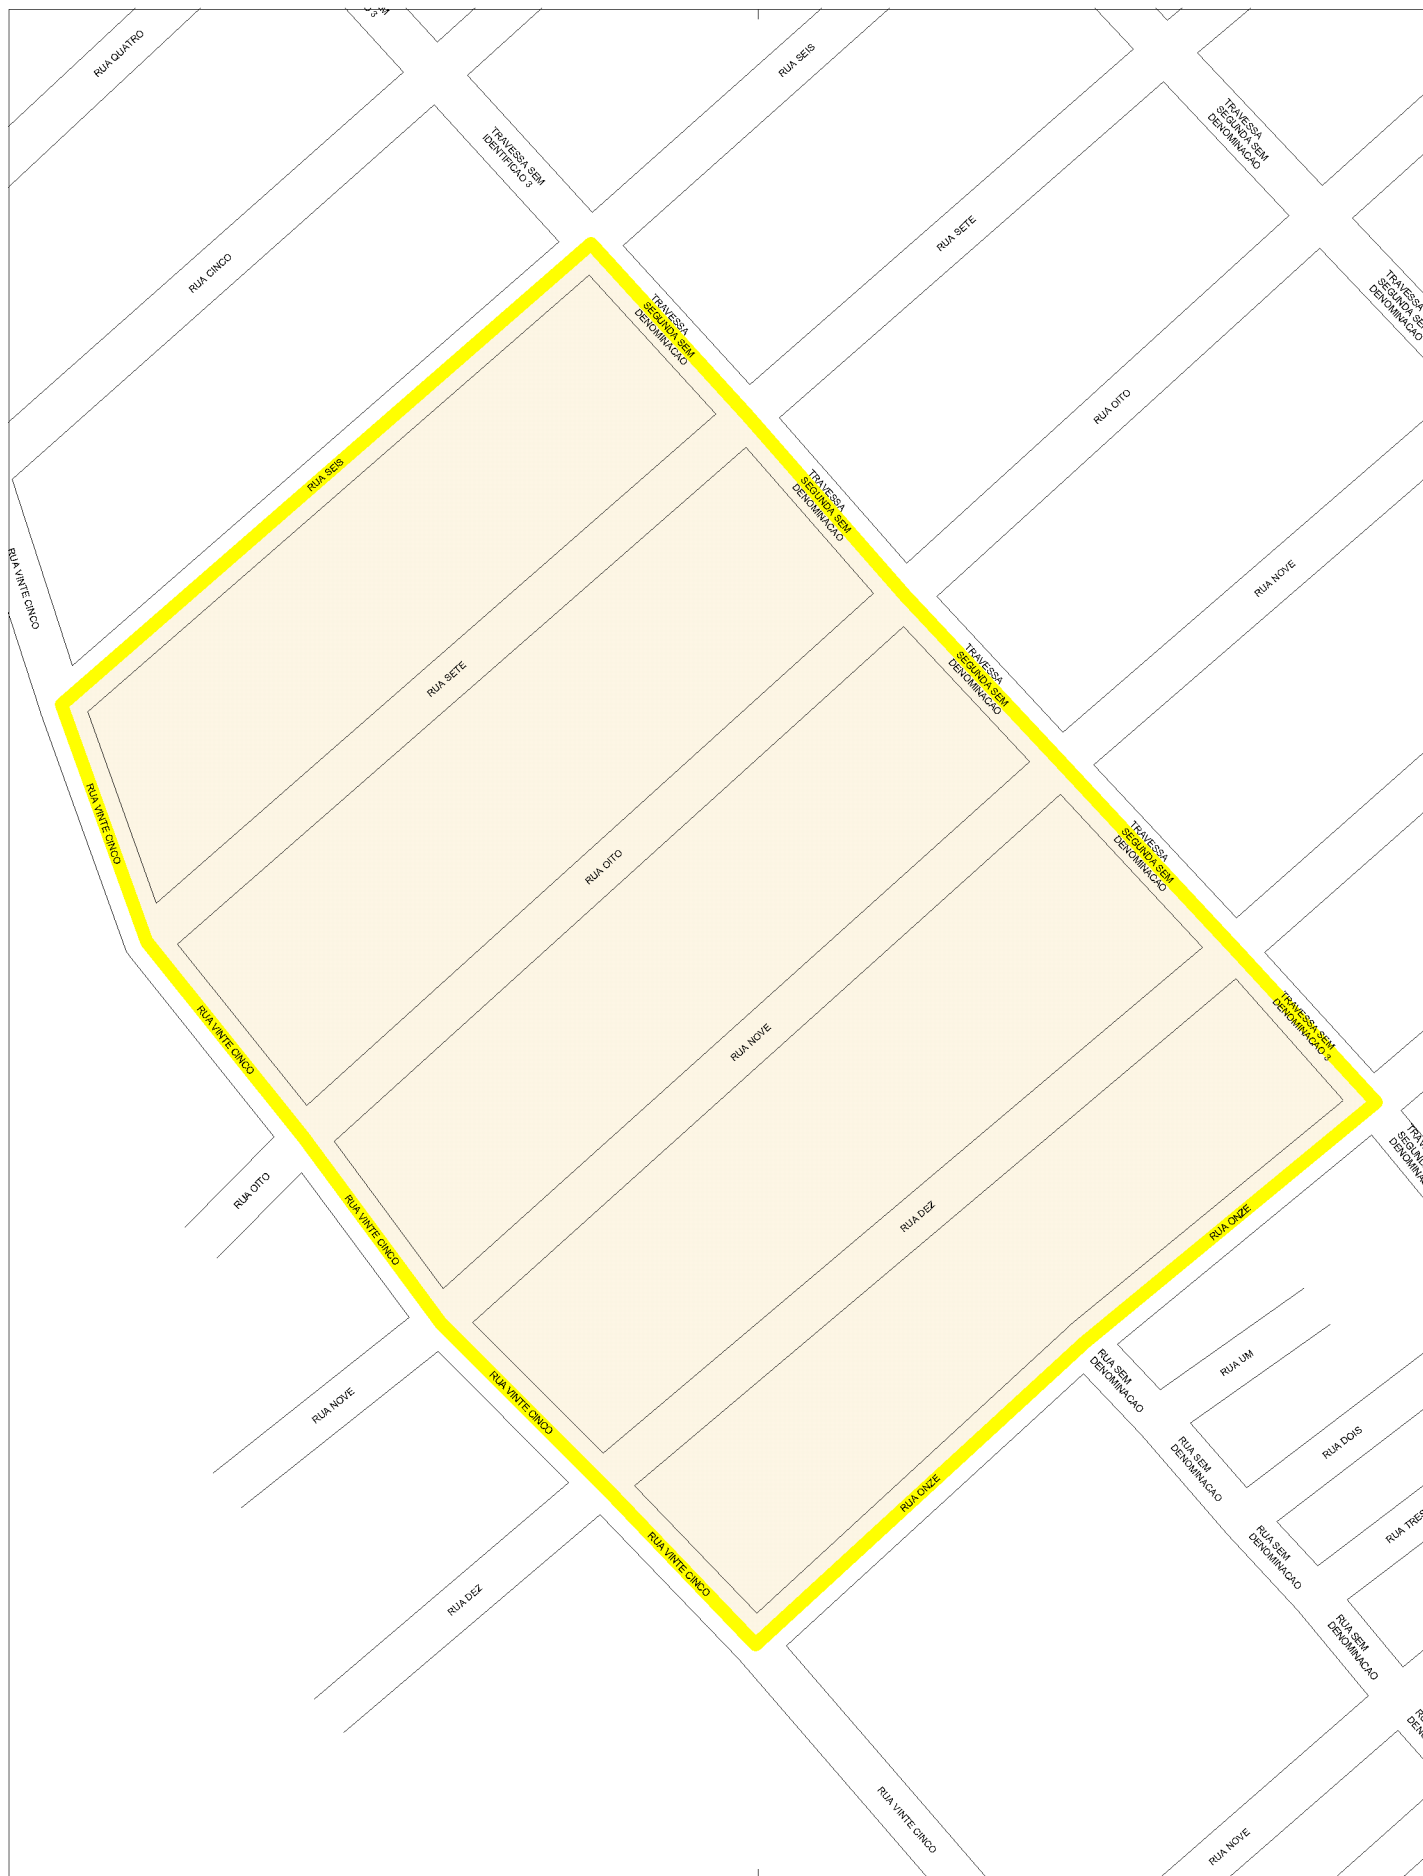 RUA QUATRO
RUA SEIS
TRAVESSA
SEGUNDA SEM
DENOMINACAO
TRAVESSA SEM
IDENTIFICAO 3
RUA SETE
RUA CINCO
TRAVESSA
SEGUNDA SEM
DENOMINACAO
RUA OITO
RUA SEIS
TRAVESSA
SEGUNDA SEM
DENOMINACAO
RUA VINTE CINCO
RUA NOVE
RUA SETE
TRAVESSA
SEGUNDA SEM
DENOMINACAO
RUA VINTE CINCO
RUA OITO
TRAVESSA
SEGUNDA SEM
DENOMINACAO
RUA VINTE CINCO
RUA NOVE
TRAVESSA SEM
DENOMINACAO 3
RUA OITO
RUA VINTE CINCO
RUA DEZ
RUA ONZE
RUA NOVE
RUA VINTE CINCO
RUA SEM
DENOMINACAO
RUA UM
RUA DOIS
RUA SEM
DENOMINACAO
RUA ONZE
RUA TRES
RUA VINTE CINCO
RUA SEM
DENOMINACAO
RUA DEZ
RUA SEM
DENOMINACAO
RUA VINTE CINCO
RUA NOVE